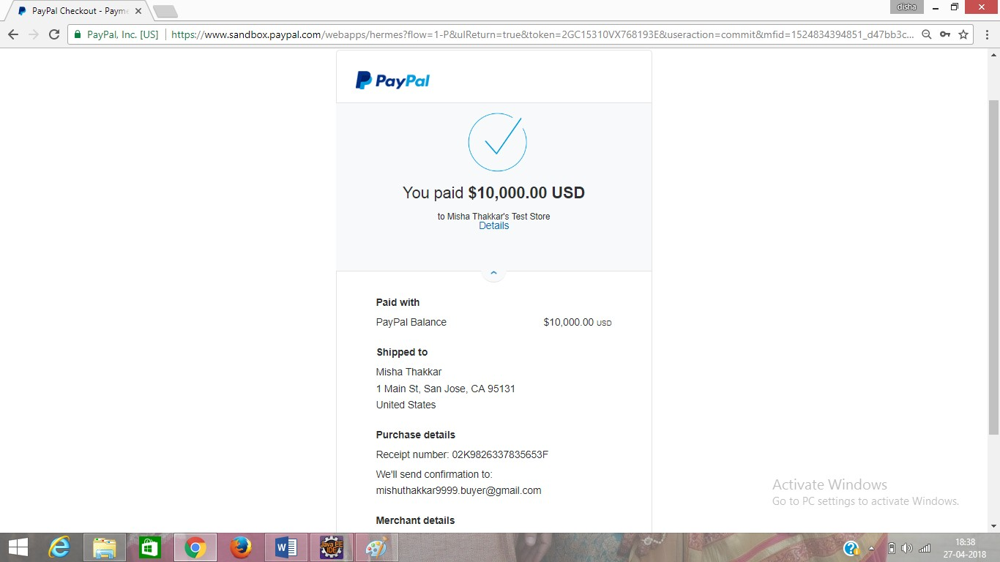 PayPal Checkout - Payme
disha
PayPal, Inc. [US]
https://www.sandbox.paypal.com/webapps/hermes?flow=1-P&ulReturn=true&token=2GC15310VX768193E&useraction=commit&mfid=1524834394851_d47bb3c...
PayPal
You paid $10,000.00 USD
to Misha Thakkar's Test Store
Details
Paid with
PayPal Balance $10,000.00 USD
Shipped to
Misha Thakkar
1 Main St, San Jose, CA 95131
United States
Purchase details
Receipt number: 02K9826337835653F
We'll send confirmation to:
mishuthakkar9999.buyer@gmail.com
Merchant details
Activate Windows
Go to PC settings to activate Windows.
Java EE
IDE
18:38
27-04-2018